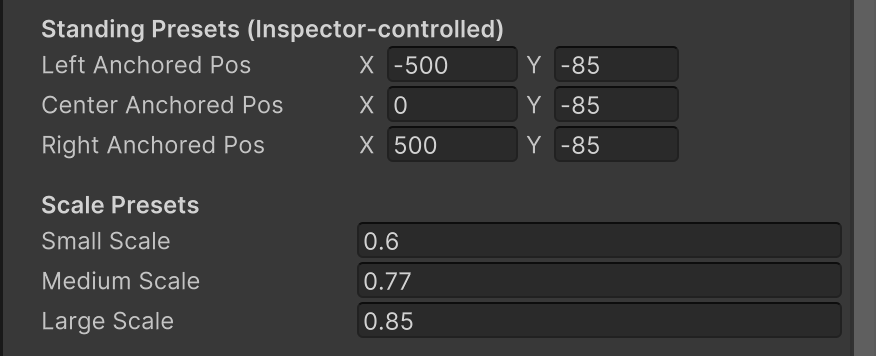 Standing Presets (Inspector-controlled)
Left Anchored Pos X -500 Y -85
Center Anchored Pos X 0 Y -85
Right Anchored Pos X 500 Y -85
Scale Presets
Small Scale 0.6
Medium Scale 0.77
Large Scale 0.85